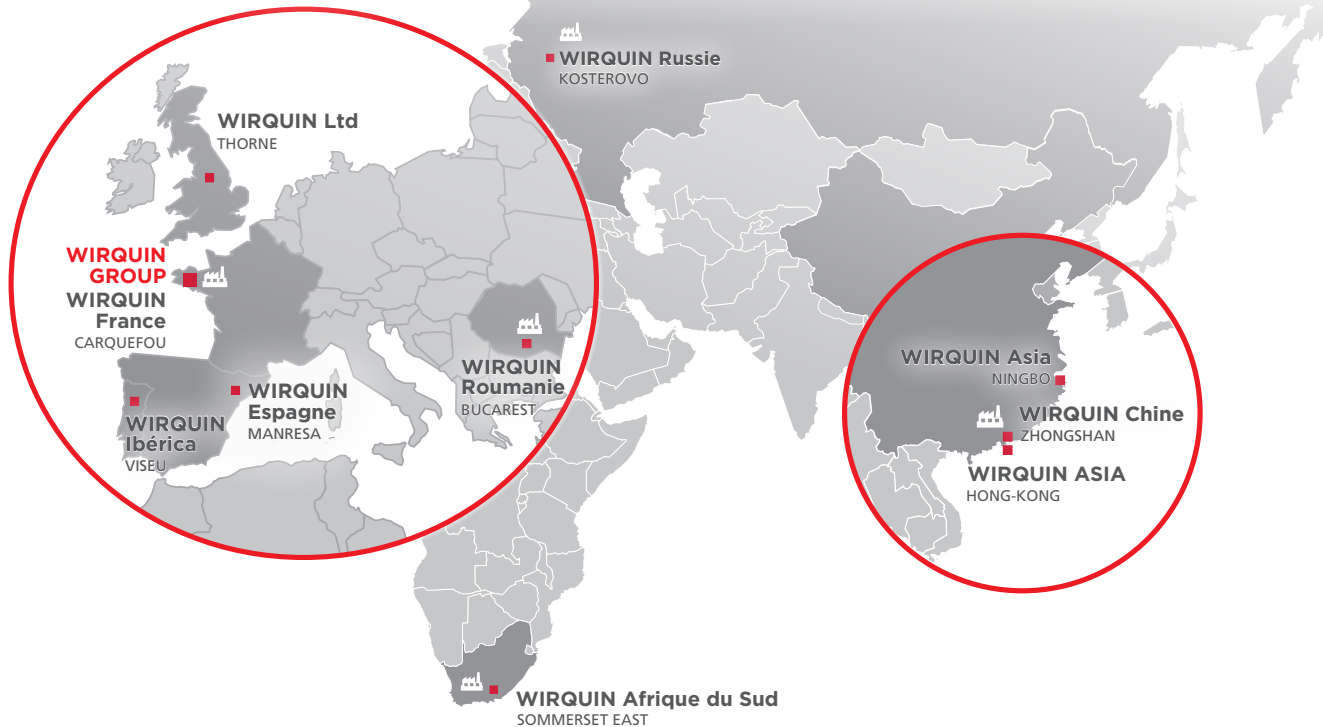 WIRQUIN Russie
KOSTEROVO
WIRQUIN Ltd
THORNE
WIRQUIN
GROUP
WIRQUIN
France
CARQUEFOU
WIRQUIN
Ibérica
VISEU
WIRQUIN
Espagne
MANRESA
WIRQUIN
Roumanie
BUCAREST
WIRQUIN Asia
NINGBO
WIRQUIN Chine
ZHONGSHAN
WIRQUIN ASIA
HONG-KONG
WIRQUIN Afrique du Sud
SOMMERSET EAST